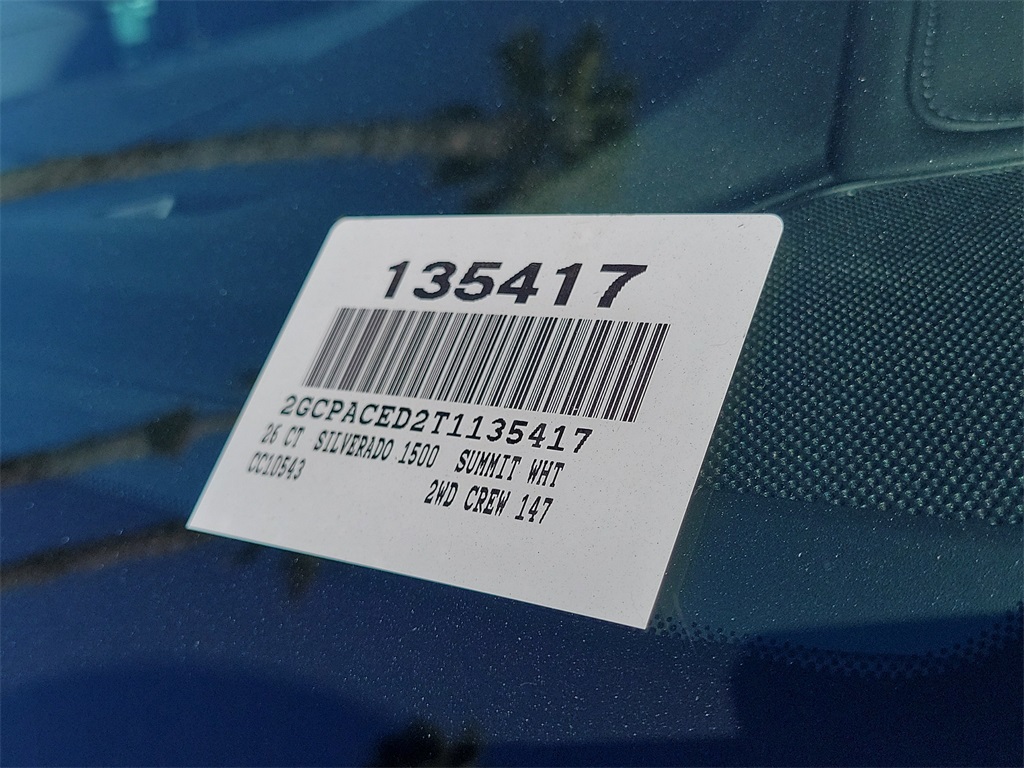 135417
2GCPACED2T1135417
26 CT SILVERADO 1500 SUMMIT WHT
CC10543 2WD CREW 147